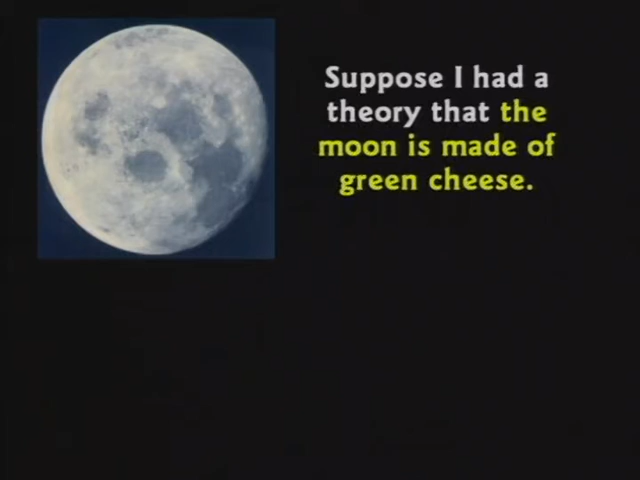 Suppose I had a
theory that the
moon is made of
green cheese.